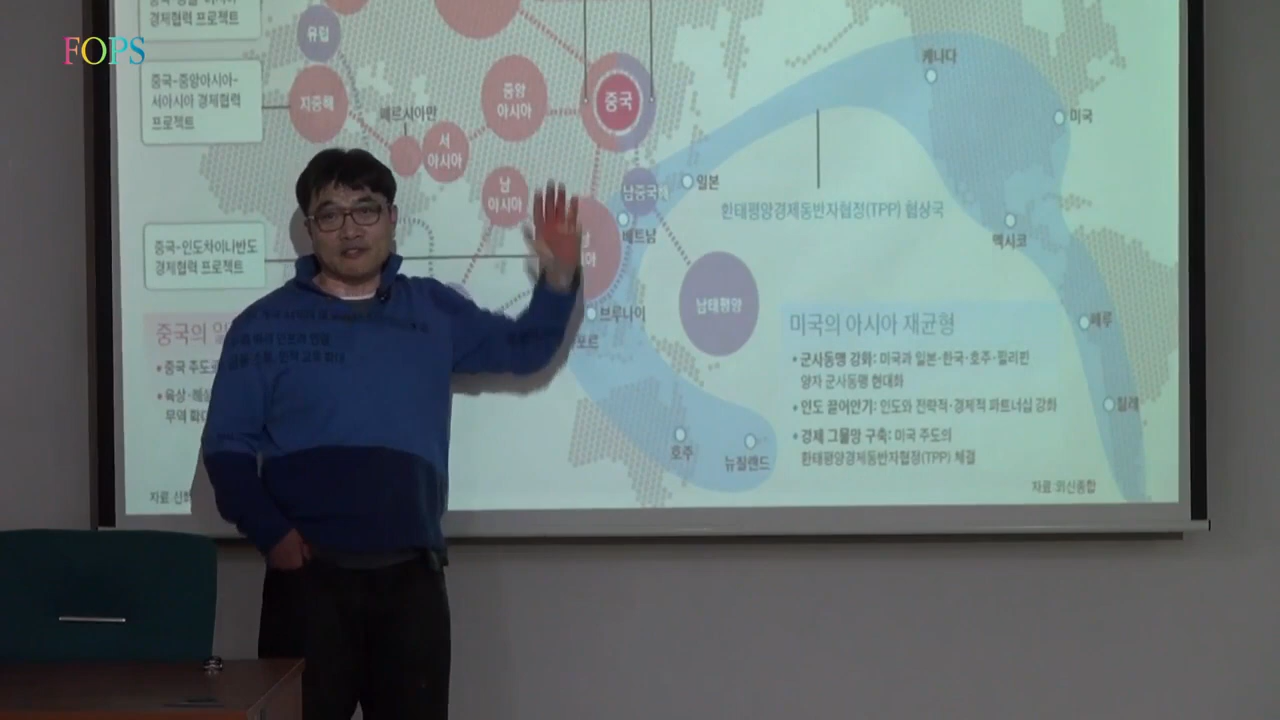 FOPS
경제협력 프로젝트
중국-중앙아시아-
서아시아 경제협력
프로젝트
중국-인도차이나반도
경제협력 프로젝트
유럽
지중해
페르시아만
서
아시아
중앙
아시아
남
아시아
중국
남중국해
일본
베트남
브루나이
남태평양
호주
뉴질랜드
캐나다
미국
멕시코
페루
칠레
환태평양경제동반자협정(TPP) 협상국
중국의
• 중국 주도
• 육상·해상
무역 확대
미국의 아시아 재균형
• 군사동맹 강화: 미국과 일본·한국·호주·필리핀
양자 군사동맹 현대화
• 인도 끌어안기: 인도와 전략적·경제적 파트너십 강화
• 경제 그물망 구축: 미국 주도의
환태평양경제동반자협정(TPP) 체결
자료:외신종합